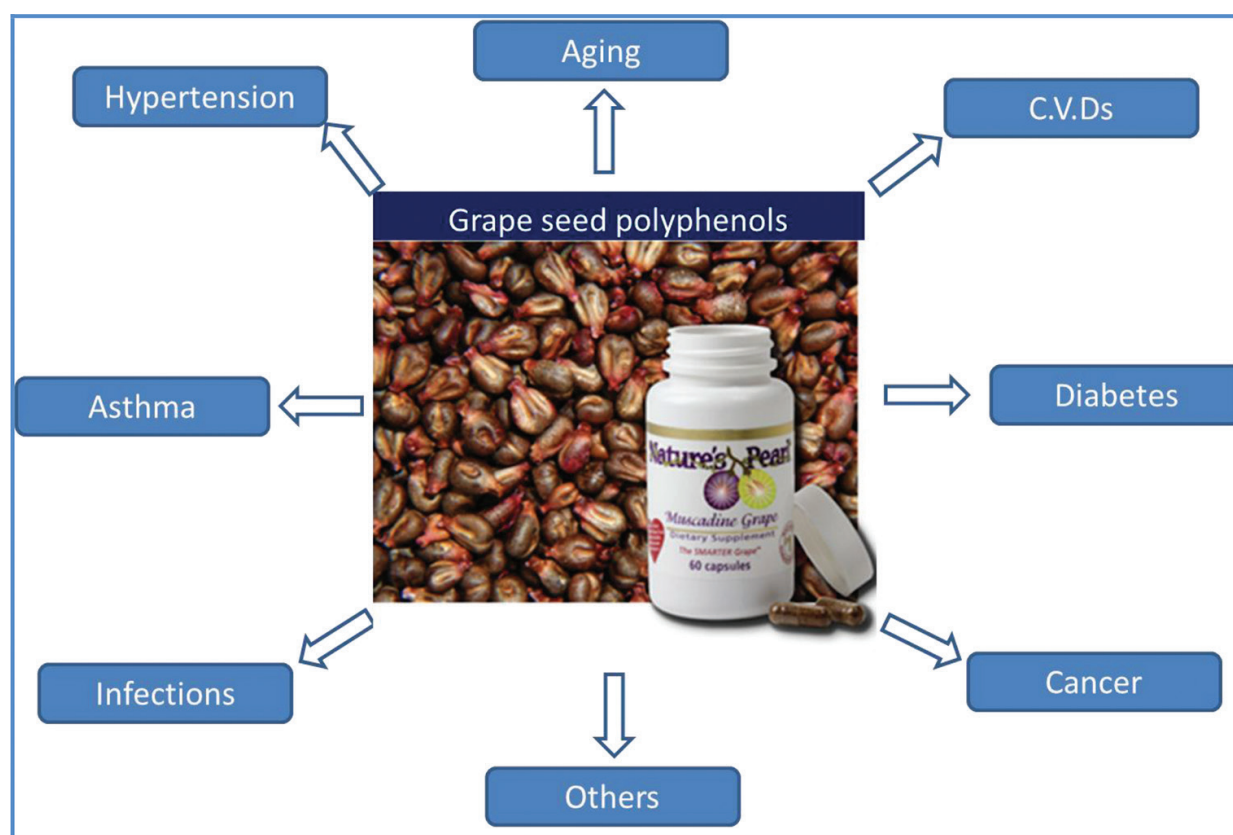 Aging
Hypertension
C.V.Ds
Grape seed polyphenols
Asthma
Diabetes
Nature's Pearl
Muscadine Grape
Dietary Supplement
The SMARTER Grape™
60 capsules
Infections
Cancer
Others